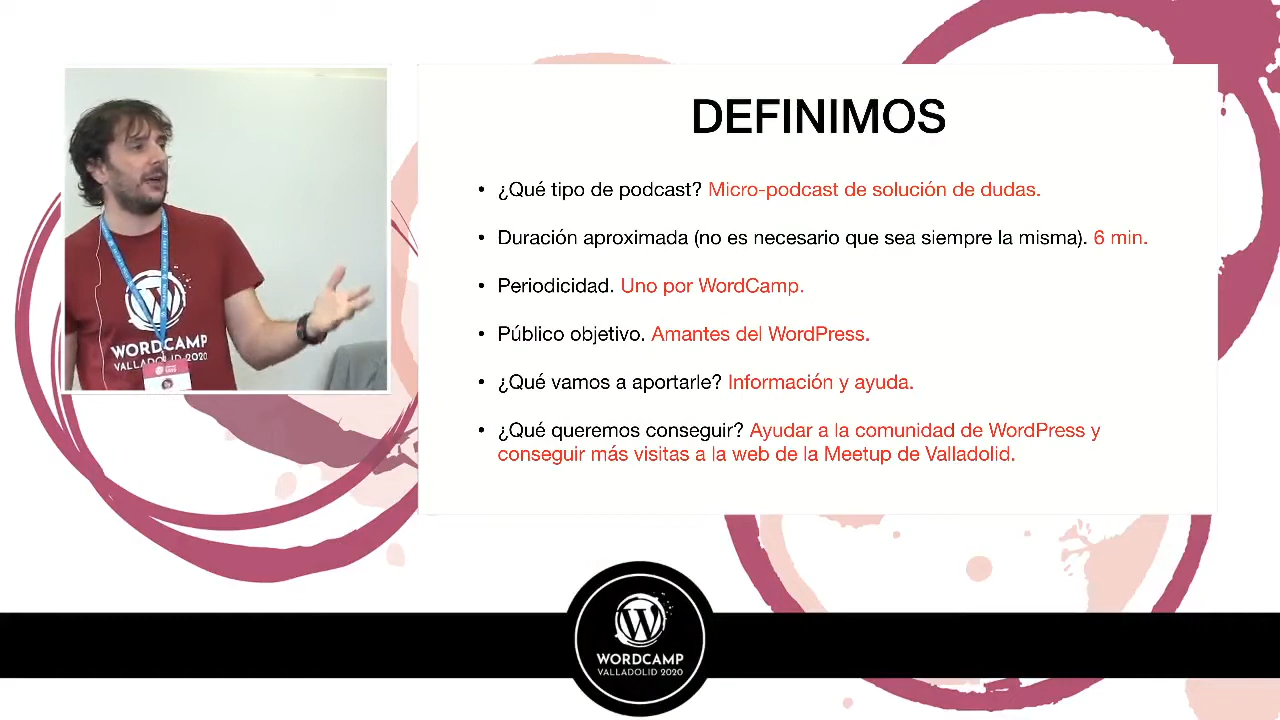 DEFINIMOS
• ¿Qué tipo de podcast? Micro-podcast de solución de dudas.
• Duración aproximada (no es necesario que sea siempre la misma). 6 min.
• Periodicidad. Uno por WordCamp.
• Público objetivo. Amantes del WordPress.
• ¿Qué vamos a aportarle? Información y ayuda.
• ¿Qué queremos conseguir? Ayudar a la comunidad de WordPress y
conseguir más visitas a la web de la Meetup de Valladolid.
W
WORDCAMP
VALLADOLID 2020
W
WORDCAMP
VALLADOLID 2020